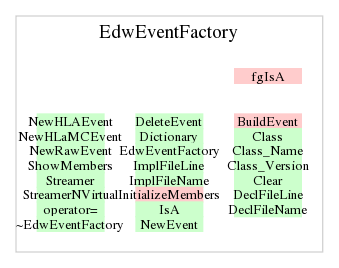 EdwEventFactory
fgIsA
NewHLAEvent DeleteEvent BuildEvent
NewHLaMCEvent Dictionary Class
NewRawEvent EdwEventFactory Class_Name
ShowMembers ImplFileLine Class_Version
Streamer ImplFileName Clear
StreamerNVirtual InitializeMembers DeclFileLine
operator= IsA DeclFileName
~EdwEventFactory NewEvent